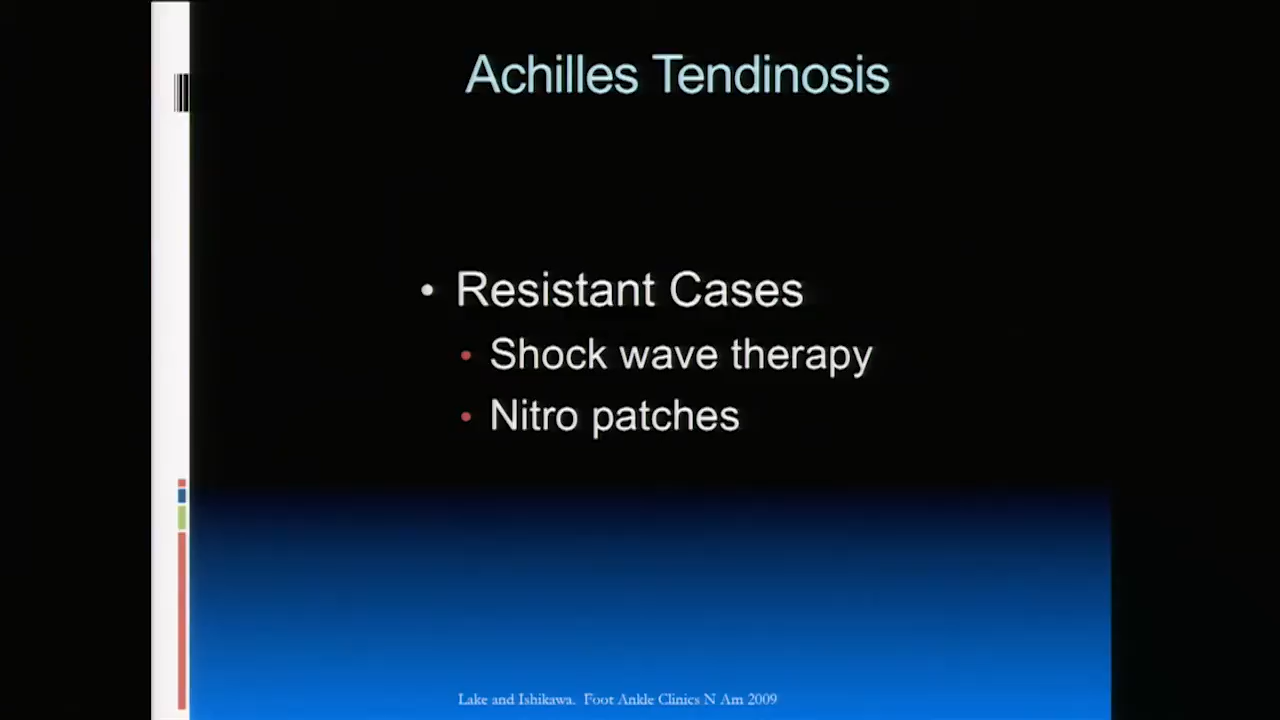 Achilles Tendinosis
• Resistant Cases
• Shock wave therapy
• Nitro patches
Lake and Ishikawa. Foot Ankle Clinics N Am 2009